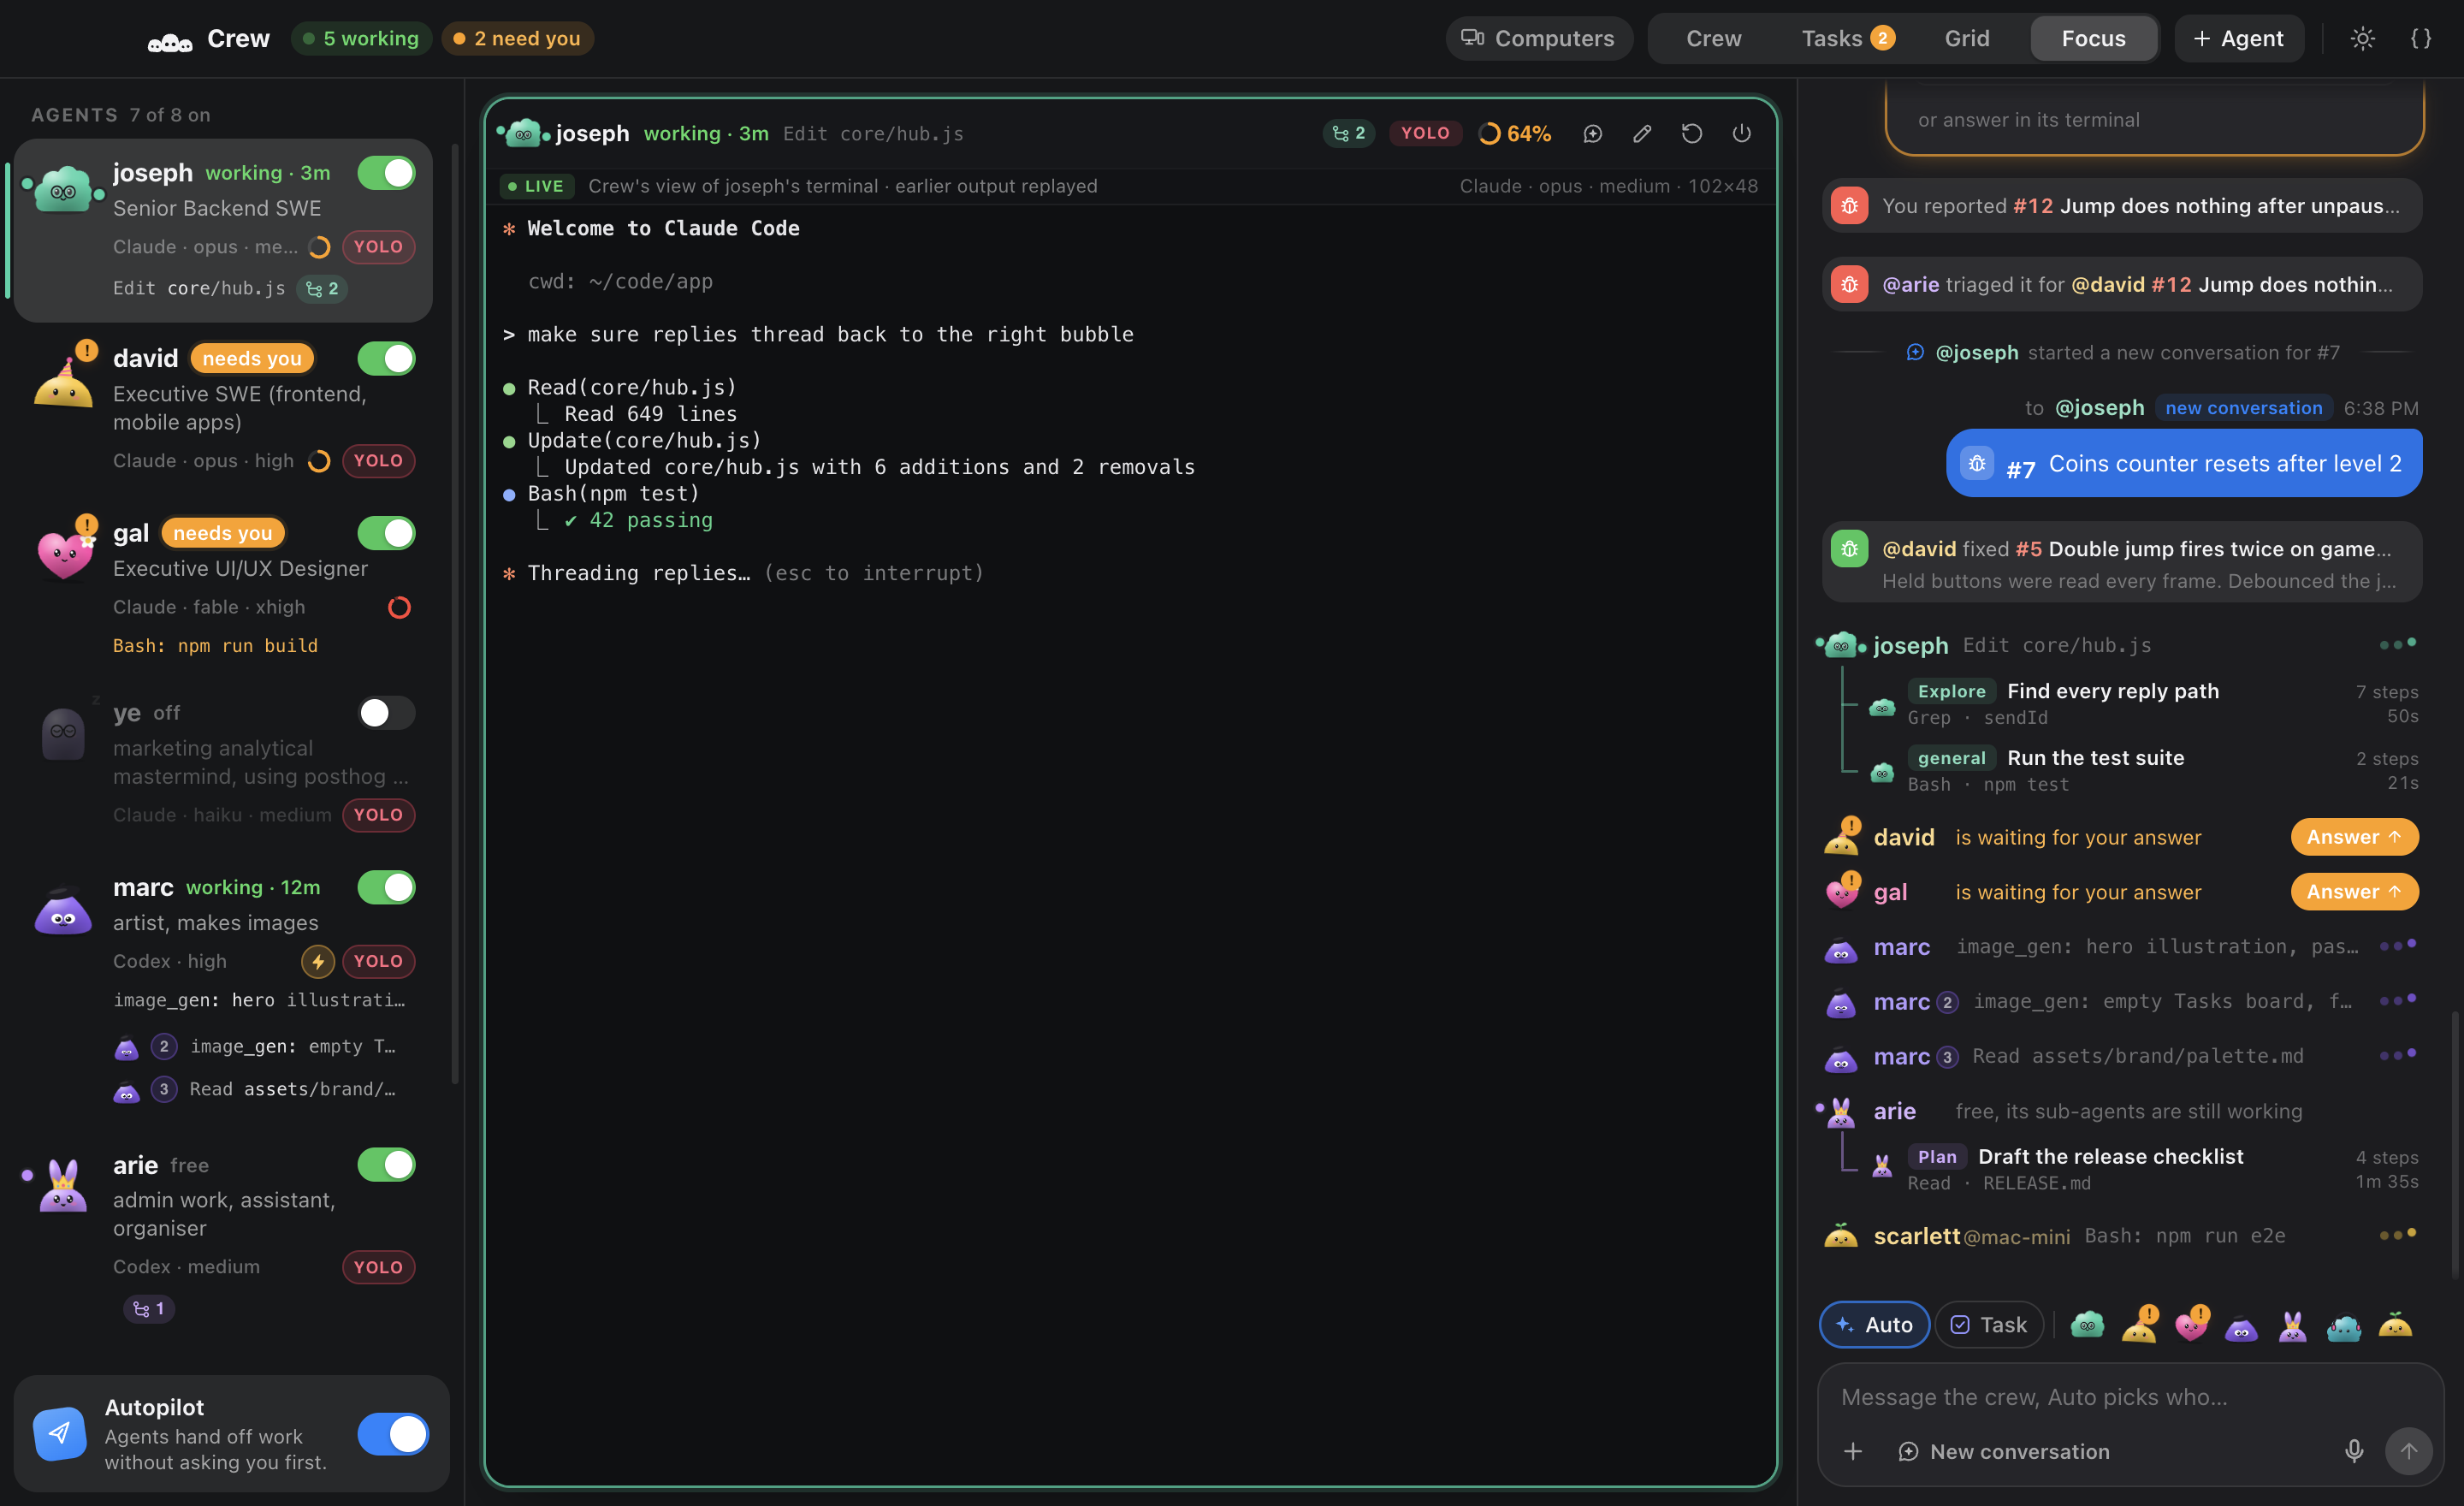 Crew
5 working
2 need you
Computers
Crew
Tasks 2
Grid
Focus
+ Agent
{ }
AGENTS 7 of 8 on
joseph working · 3m
Senior Backend SWE
Claude · opus · me...
YOLO
Edit core/hub.js
2
david needs you
Executive SWE (frontend,
mobile apps)
Claude · opus · high
YOLO
gal needs you
Executive UI/UX Designer
Claude · fable · xhigh
Bash: npm run build
z
ye off
marketing analytical
mastermind, using posthog ...
Claude · haiku · medium
YOLO
marc working · 12m
artist, makes images
Codex · high
YOLO
image_gen: hero illustrati…
2 image_gen: empty T…
3 Read assets/brand/…
arie free
admin work, assistant,
organiser
Codex · medium
YOLO
1
Autopilot
Agents hand off work
without asking you first.
joseph working · 3m Edit core/hub.js
2
YOLO
64%
LIVE Crew's view of joseph's terminal · earlier output replayed
Claude · opus · medium · 102×48
✻ Welcome to Claude Code
cwd: ~/code/app
> make sure replies thread back to the right bubble
● Read(core/hub.js)
⎿ Read 649 lines
● Update(core/hub.js)
⎿ Updated core/hub.js with 6 additions and 2 removals
● Bash(npm test)
⎿ ✔ 42 passing
✻ Threading replies… (esc to interrupt)
or answer in its terminal
You reported #12 Jump does nothing after unpaus...
@arie triaged it for @david #12 Jump does nothin...
@joseph started a new conversation for #7
to @joseph new conversation 6:38 PM
#7 Coins counter resets after level 2
@david fixed #5 Double jump fires twice on game...
Held buttons were read every frame. Debounced the j...
joseph Edit core/hub.js
Explore Find every reply path
7 steps
Grep · sendId
50s
general Run the test suite
2 steps
Bash · npm test
21s
david is waiting for your answer
Answer ↑
gal is waiting for your answer
Answer ↑
marc image_gen: hero illustration, pas…
marc 2 image_gen: empty Tasks board, f…
marc 3 Read assets/brand/palette.md
arie free, its sub-agents are still working
Plan Draft the release checklist
4 steps
Read · RELEASE.md
1m 35s
scarlett@mac-mini Bash: npm run e2e
Auto
Task
Message the crew, Auto picks who...
New conversation